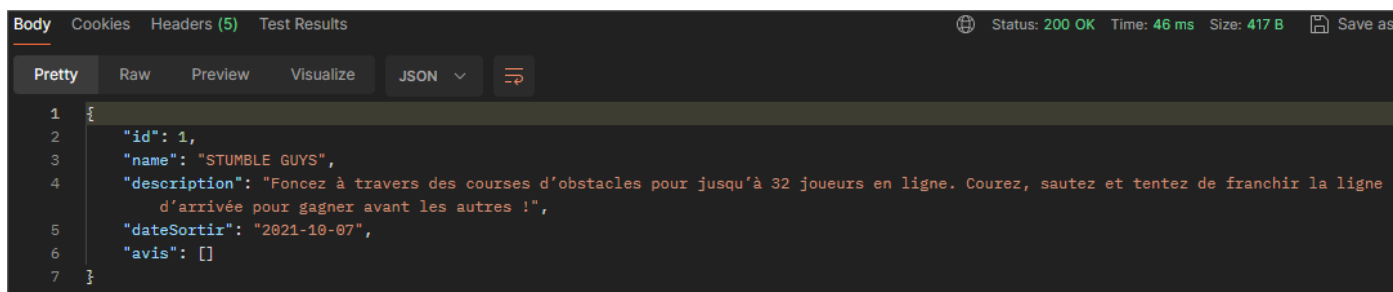 Body Cookies Headers (5) Test Results Status: 200 OK Time: 46 ms Size: 417 B Save as
Pretty Raw Preview Visualize JSON
1 {
2 "id": 1,
3 "name": "STUMBLE GUYS",
4 "description": "Foncez à travers des courses d’obstacles pour jusqu’à 32 joueurs en ligne. Courez, sautez et tentez de franchir la ligne
d’arrivée pour gagner avant les autres !",
5 "dateSortir": "2021-10-07",
6 "avis": []
7 }